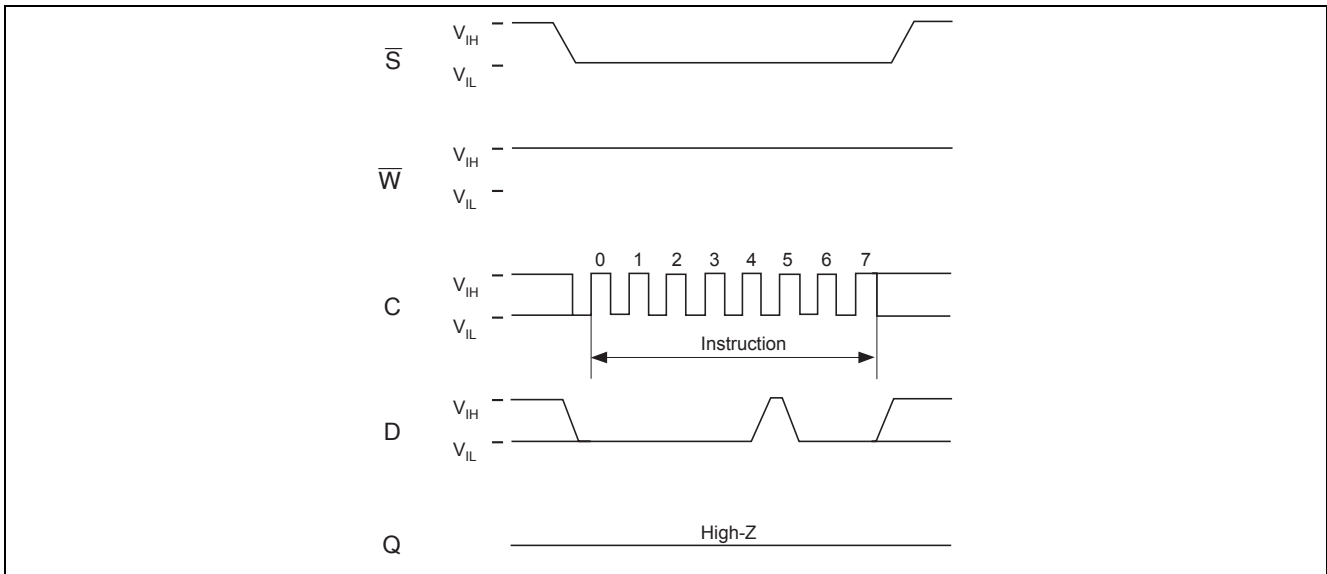 V_IH
S̅
V_IL
V_IH
W̅
V_IL
0 1 2 3 4 5 6 7
V_IH
C
V_IL
Instruction
V_IH
D
V_IL
High-Z
Q